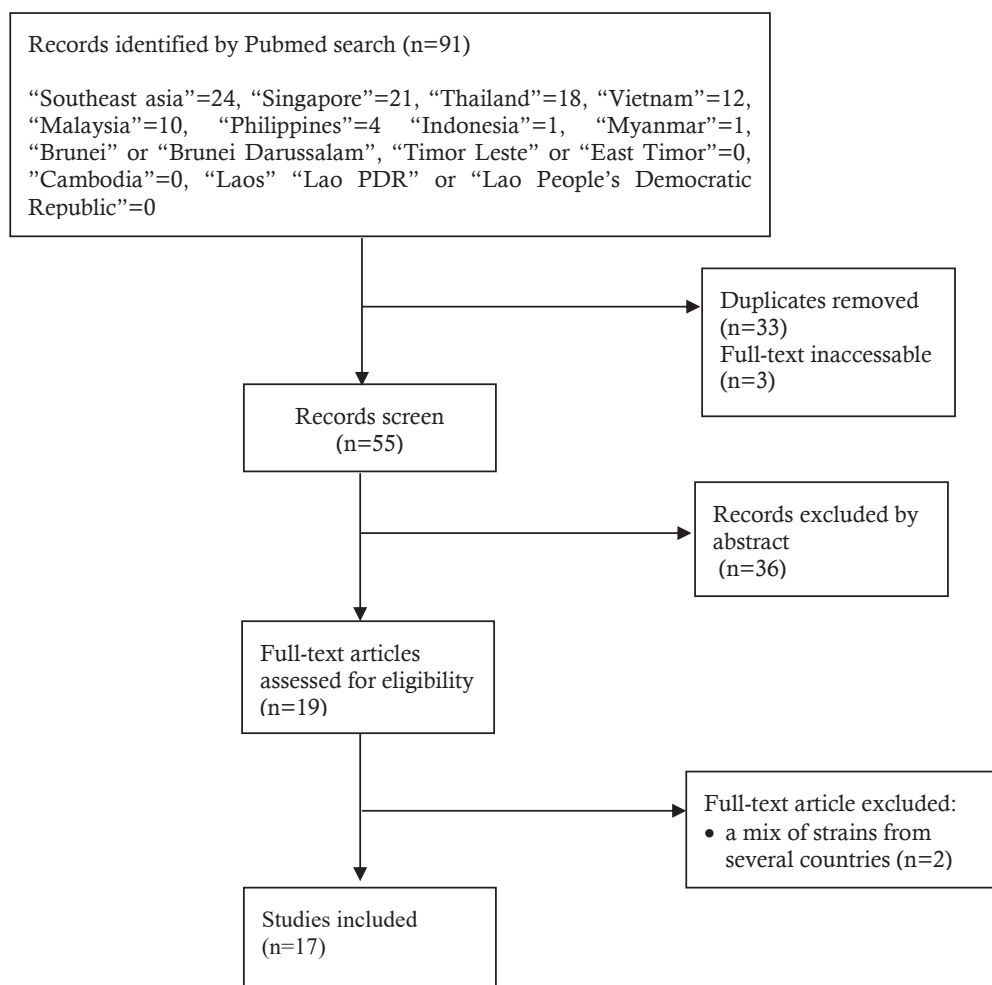 Records identified by Pubmed search (n=91)
“Southeast asia”=24, “Singapore”=21, “Thailand”=18, “Vietnam”=12,
“Malaysia”=10, “Philippines”=4 “Indonesia”=1, “Myanmar”=1,
“Brunei” or “Brunei Darussalam”, “Timor Leste” or “East Timor”=0,
”Cambodia”=0, “Laos” “Lao PDR” or “Lao People’s Democratic
Republic”=0
Duplicates removed
(n=33)
Full-text inaccessable
(n=3)
Records screen
(n=55)
Records excluded by
abstract
(n=36)
Full-text articles
assessed for eligibility
(n=19)
Full-text article excluded:
• a mix of strains from
several countries (n=2)
Studies included
(n=17)